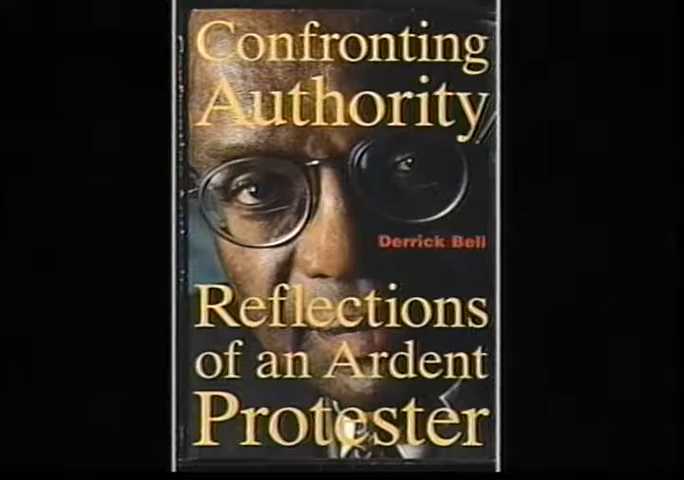 Confronting
Authority
Derrick Bell
Reflections
of an Ardent
Protester